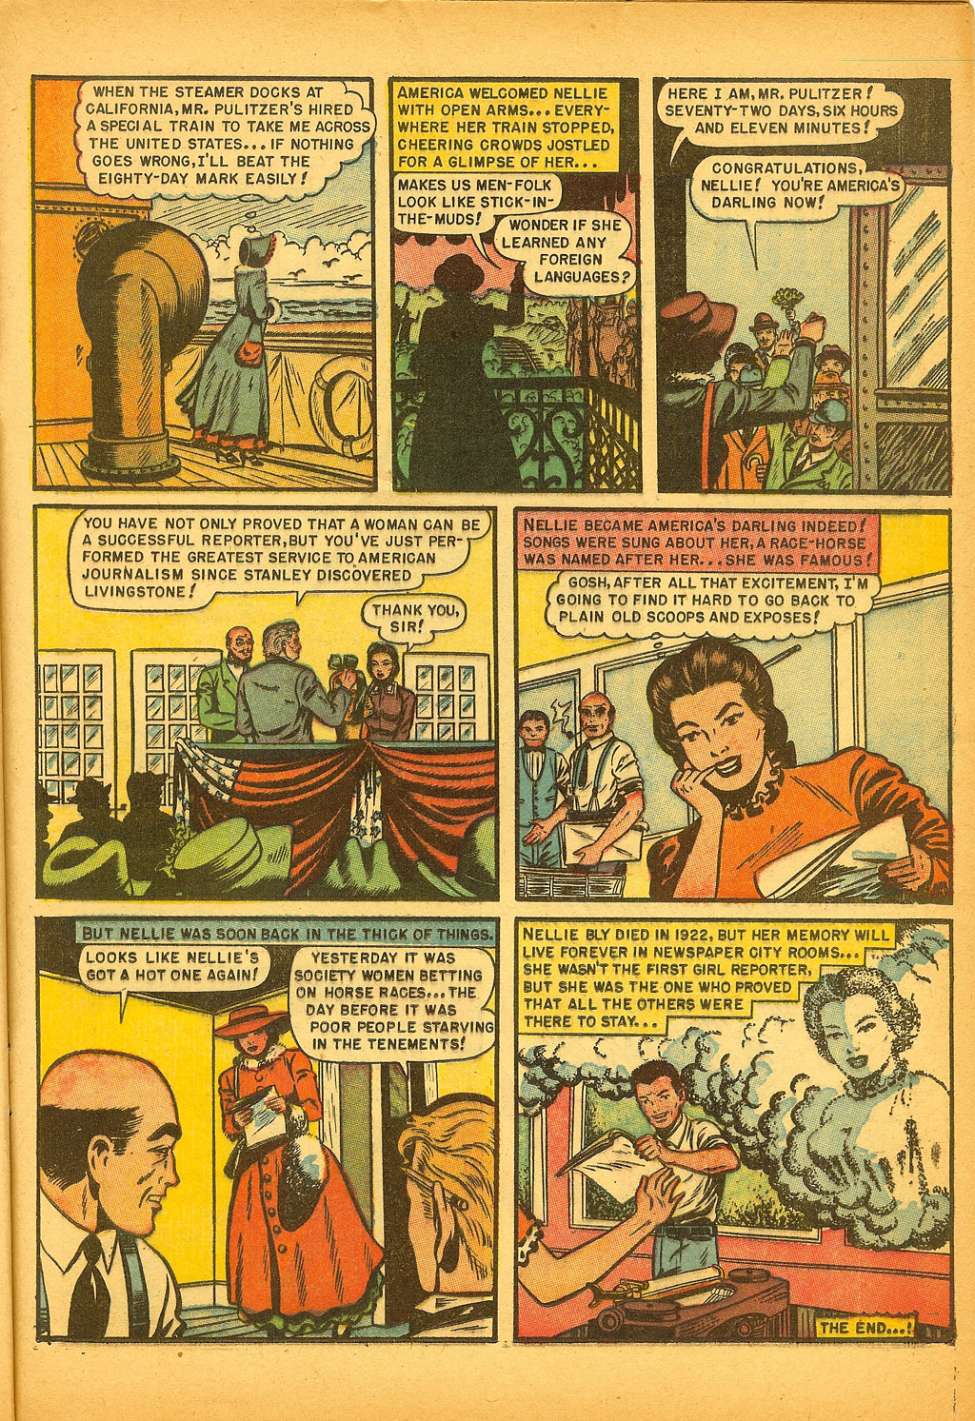 WHEN THE STEAMER DOCKS AT
CALIFORNIA, MR. PULITZER'S HIRED
A SPECIAL TRAIN TO TAKE ME ACROSS
THE UNITED STATES... IF NOTHING
GOES WRONG, I'LL BEAT THE
EIGHTY-DAY MARK EASILY!
AMERICA WELCOMED NELLIE
WITH OPEN ARMS... EVERY-
WHERE HER TRAIN STOPPED,
CHEERING CROWDS JOSTLED
FOR A GLIMPSE OF HER...
MAKES US MEN-FOLK
LOOK LIKE STICK-IN-
THE-MUDS!
WONDER IF SHE
LEARNED ANY
FOREIGN
LANGUAGES?
HERE I AM, MR. PULITZER!
SEVENTY-TWO DAYS, SIX HOURS
AND ELEVEN MINUTES!
CONGRATULATIONS,
NELLIE! YOU'RE AMERICA'S
DARLING NOW!
YOU HAVE NOT ONLY PROVED THAT A WOMAN CAN BE
A SUCCESSFUL REPORTER, BUT YOU'VE JUST PER-
FORMED THE GREATEST SERVICE TO AMERICAN
JOURNALISM SINCE STANLEY DISCOVERED
LIVINGSTONE!
THANK YOU,
SIR!
NELLIE BECAME AMERICA'S DARLING INDEED!
SONGS WERE SUNG ABOUT HER, A RACE-HORSE
WAS NAMED AFTER HER... SHE WAS FAMOUS!
GOSH, AFTER ALL THAT EXCITEMENT, I'M
GOING TO FIND IT HARD TO GO BACK TO
PLAIN OLD SCOOPS AND EXPOSES!
BUT NELLIE WAS SOON BACK IN THE THICK OF THINGS.
LOOKS LIKE NELLIE'S
GOT A HOT ONE AGAIN!
YESTERDAY IT WAS
SOCIETY WOMEN BETTING
ON HORSE RACES... THE
DAY BEFORE IT WAS
POOR PEOPLE STARVING
IN THE TENEMENTS!
NELLIE BLY DIED IN 1922, BUT HER MEMORY WILL
LIVE FOREVER IN NEWSPAPER CITY ROOMS...
SHE WASN'T THE FIRST GIRL REPORTER,
BUT SHE WAS THE ONE WHO PROVED
THAT ALL THE OTHERS WERE
THERE TO STAY...
THE END...!